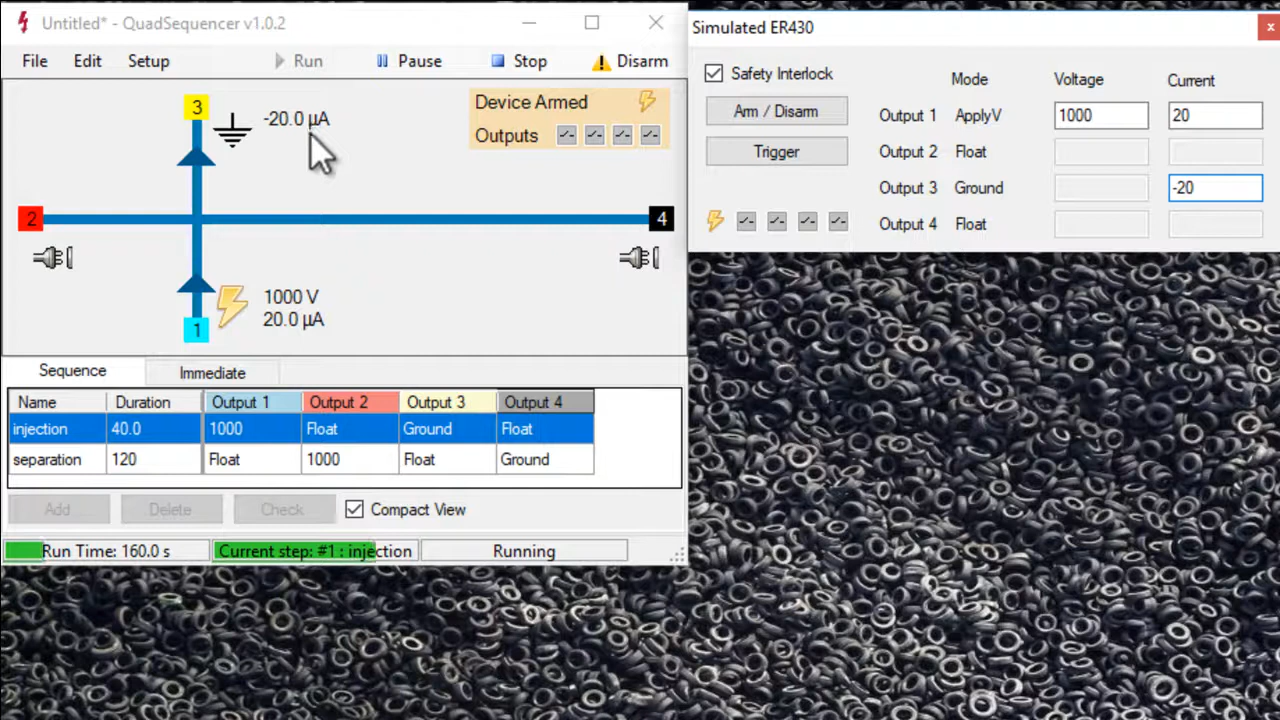 Untitled* - QuadSequencer v1.0.2
File Edit Setup Run Pause Stop Disarm
3
-20.0 µA
Device Armed
Outputs
2
4
1000 V
20.0 µA
1
Sequence Immediate
Name Duration Output 1 Output 2 Output 3 Output 4
injection 40.0 1000 Float Ground Float
separation 120 Float 1000 Float Ground
Add Delete Check Compact View
Run Time: 160.0 s Current step: #1 : injection Running
Simulated ER430 x
Safety Interlock
Arm / Disarm
Trigger
Mode Voltage Current
Output 1 ApplyV 1000 20
Output 2 Float
Output 3 Ground -20
Output 4 Float